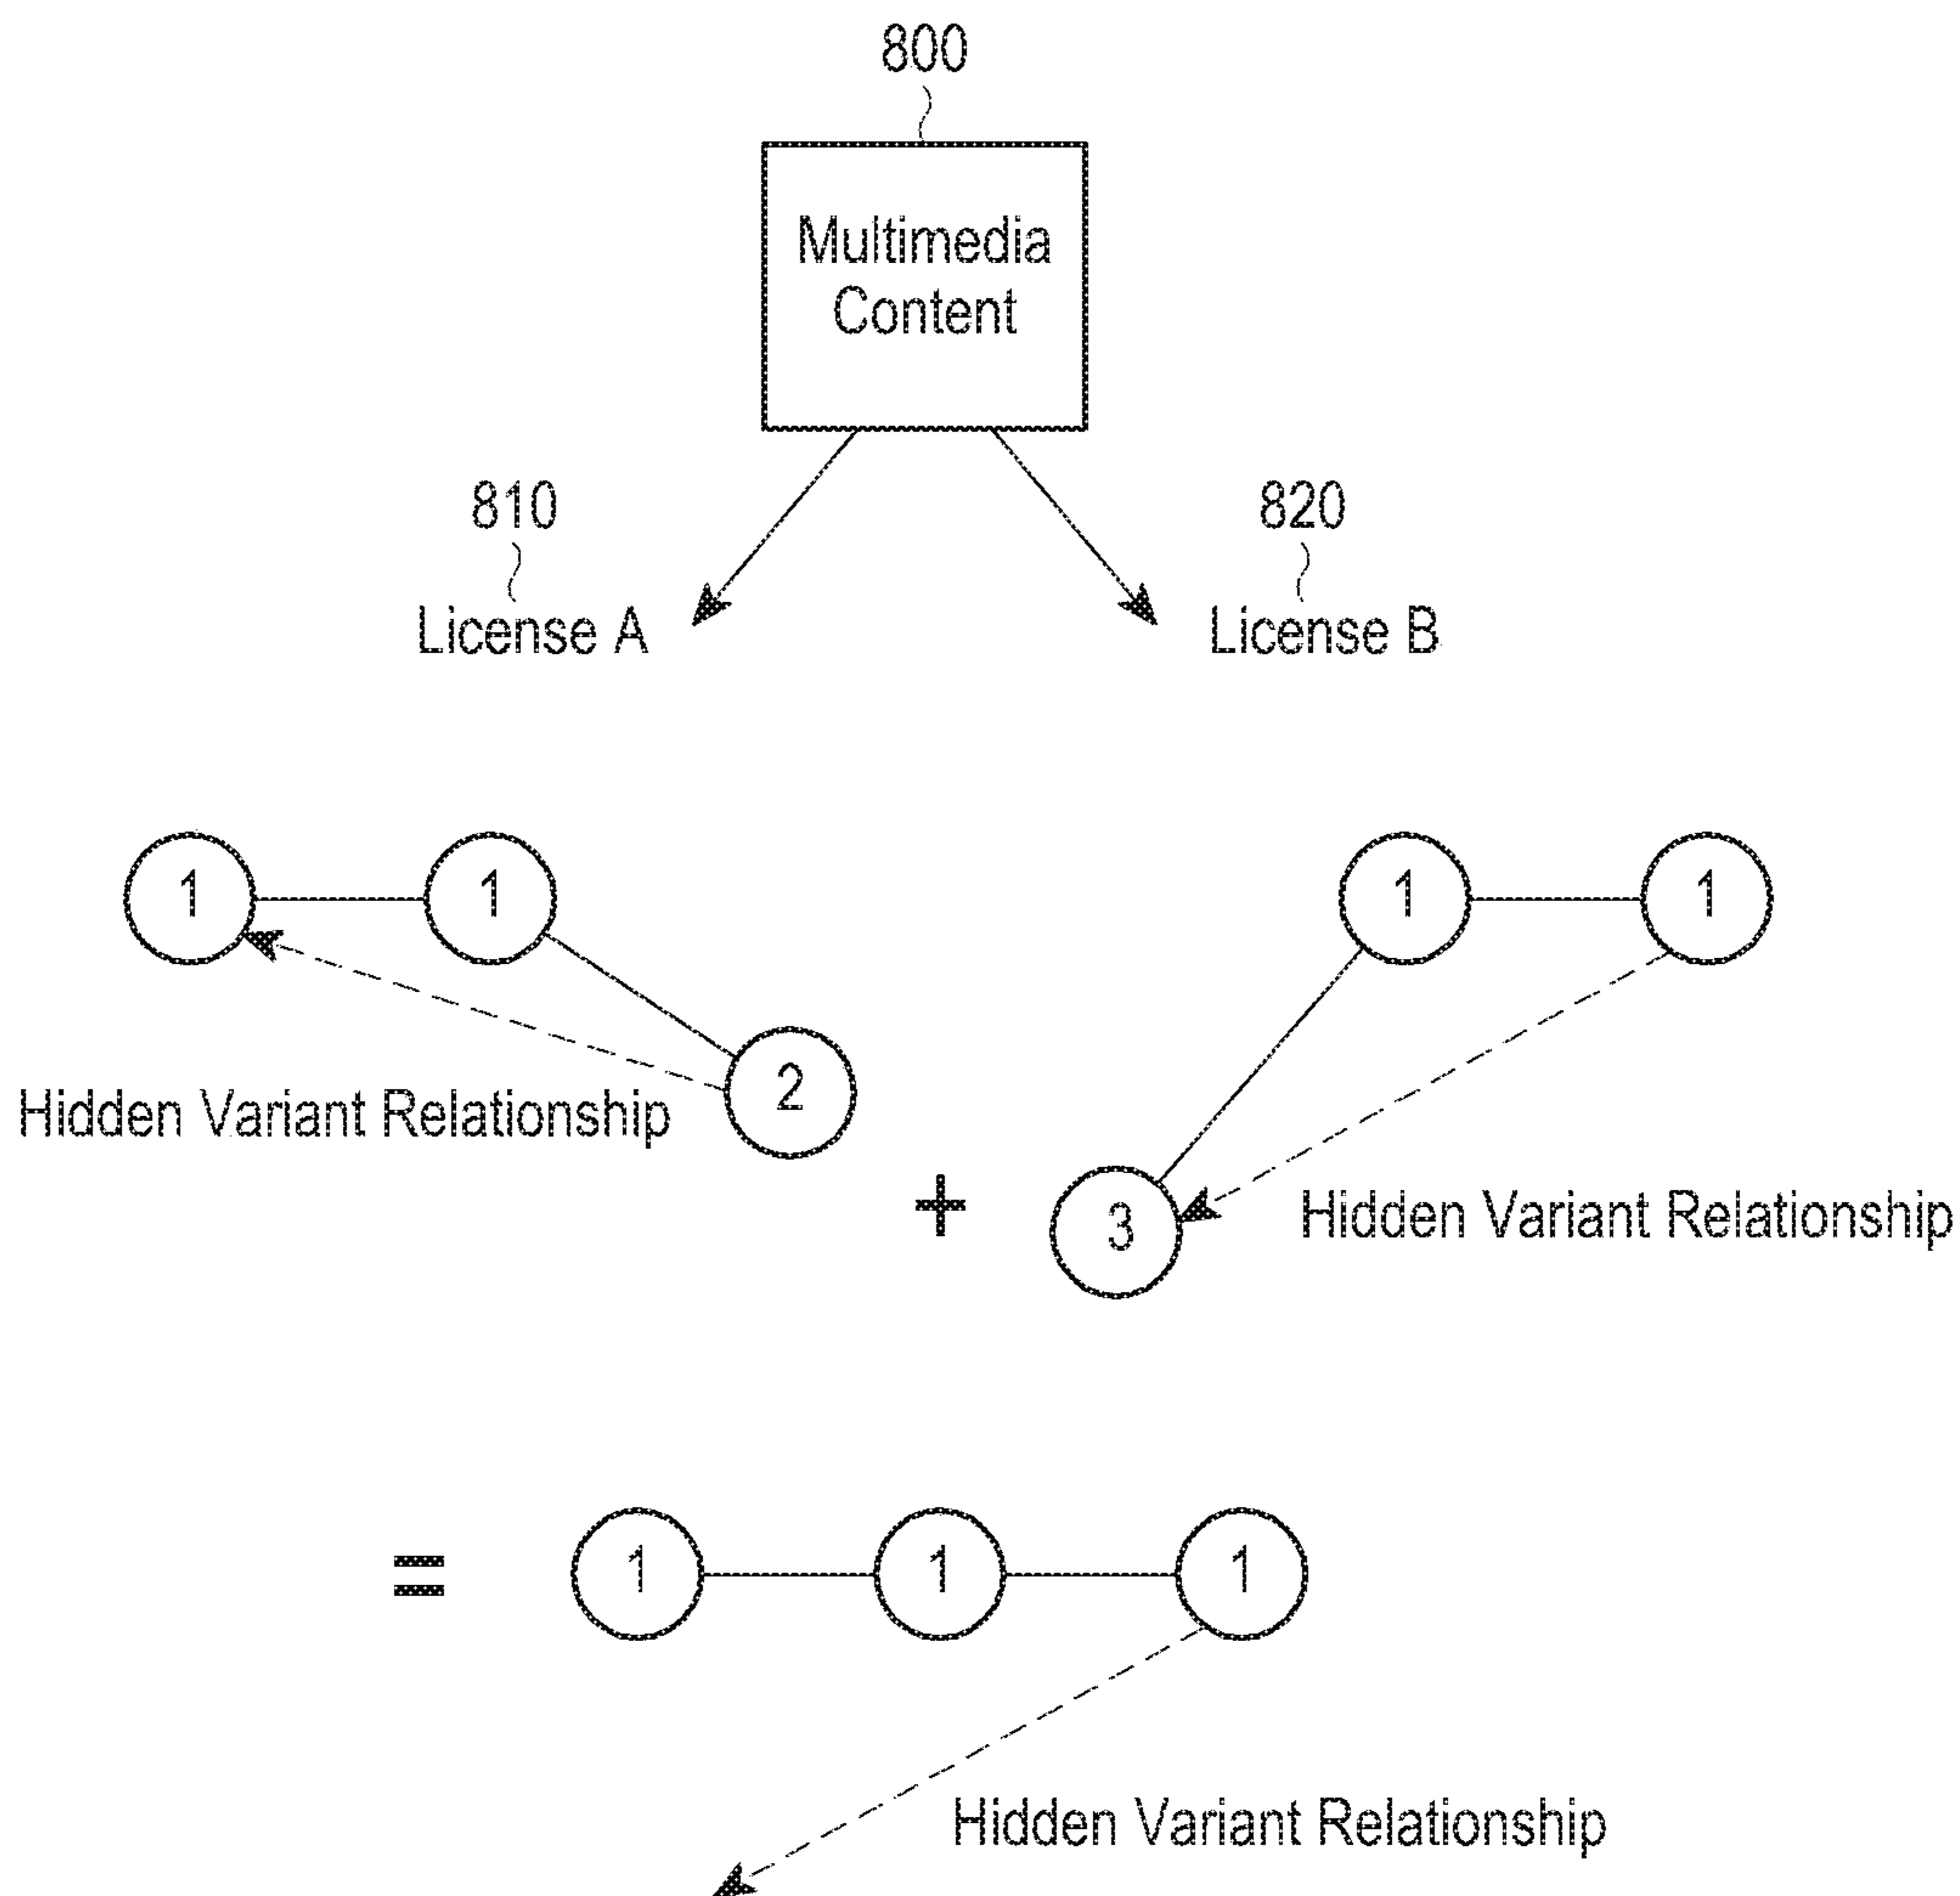 800
Multimedia
Content
810
820
License A
License B
1
1
1
1
2
Hidden Variant Relationship
+
3
Hidden Variant Relationship
=
1
1
1
Hidden Variant Relationship